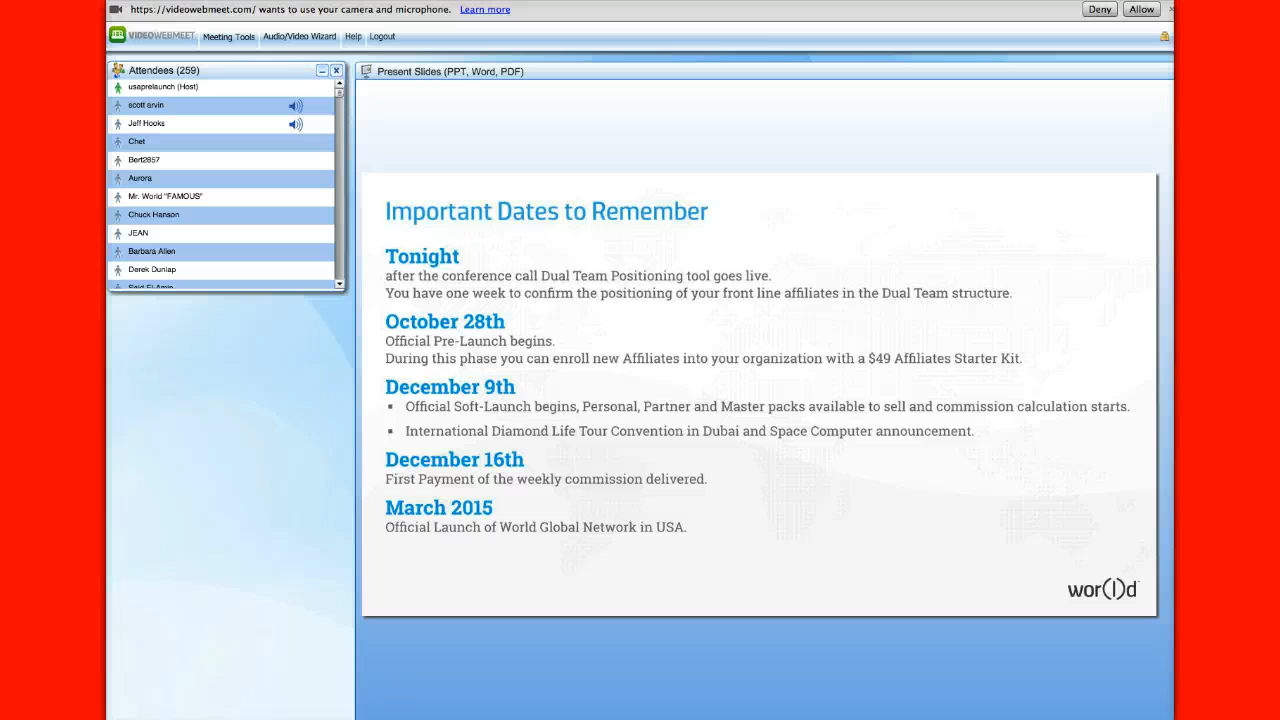 https://videowebmeet.com/ wants to use your camera and microphone. Learn more Deny Allow
VIDEOWEBMEET Meeting Tools Audio/Video Wizard Help Logout
Attendees (259)
usaprelaunch (Host)
scott arvin
Jeff Hooks
Chet
Bert2857
Aurora
Mr. World "FAMOUS"
Chuck Hanson
JEAN
Barbara Allen
Derek Dunlap
Said El-Amin
Present Slides (PPT, Word, PDF)
Important Dates to Remember
Tonight
after the conference call Dual Team Positioning tool goes live.
You have one week to confirm the positioning of your front line affiliates in the Dual Team structure.
October 28th
Official Pre-Launch begins.
During this phase you can enroll new Affiliates into your organization with a $49 Affiliates Starter Kit.
December 9th
▪ Official Soft-Launch begins, Personal, Partner and Master packs available to sell and commission calculation starts.
▪ International Diamond Life Tour Convention in Dubai and Space Computer announcement.
December 16th
First Payment of the weekly commission delivered.
March 2015
Official Launch of World Global Network in USA.
wor(l)d